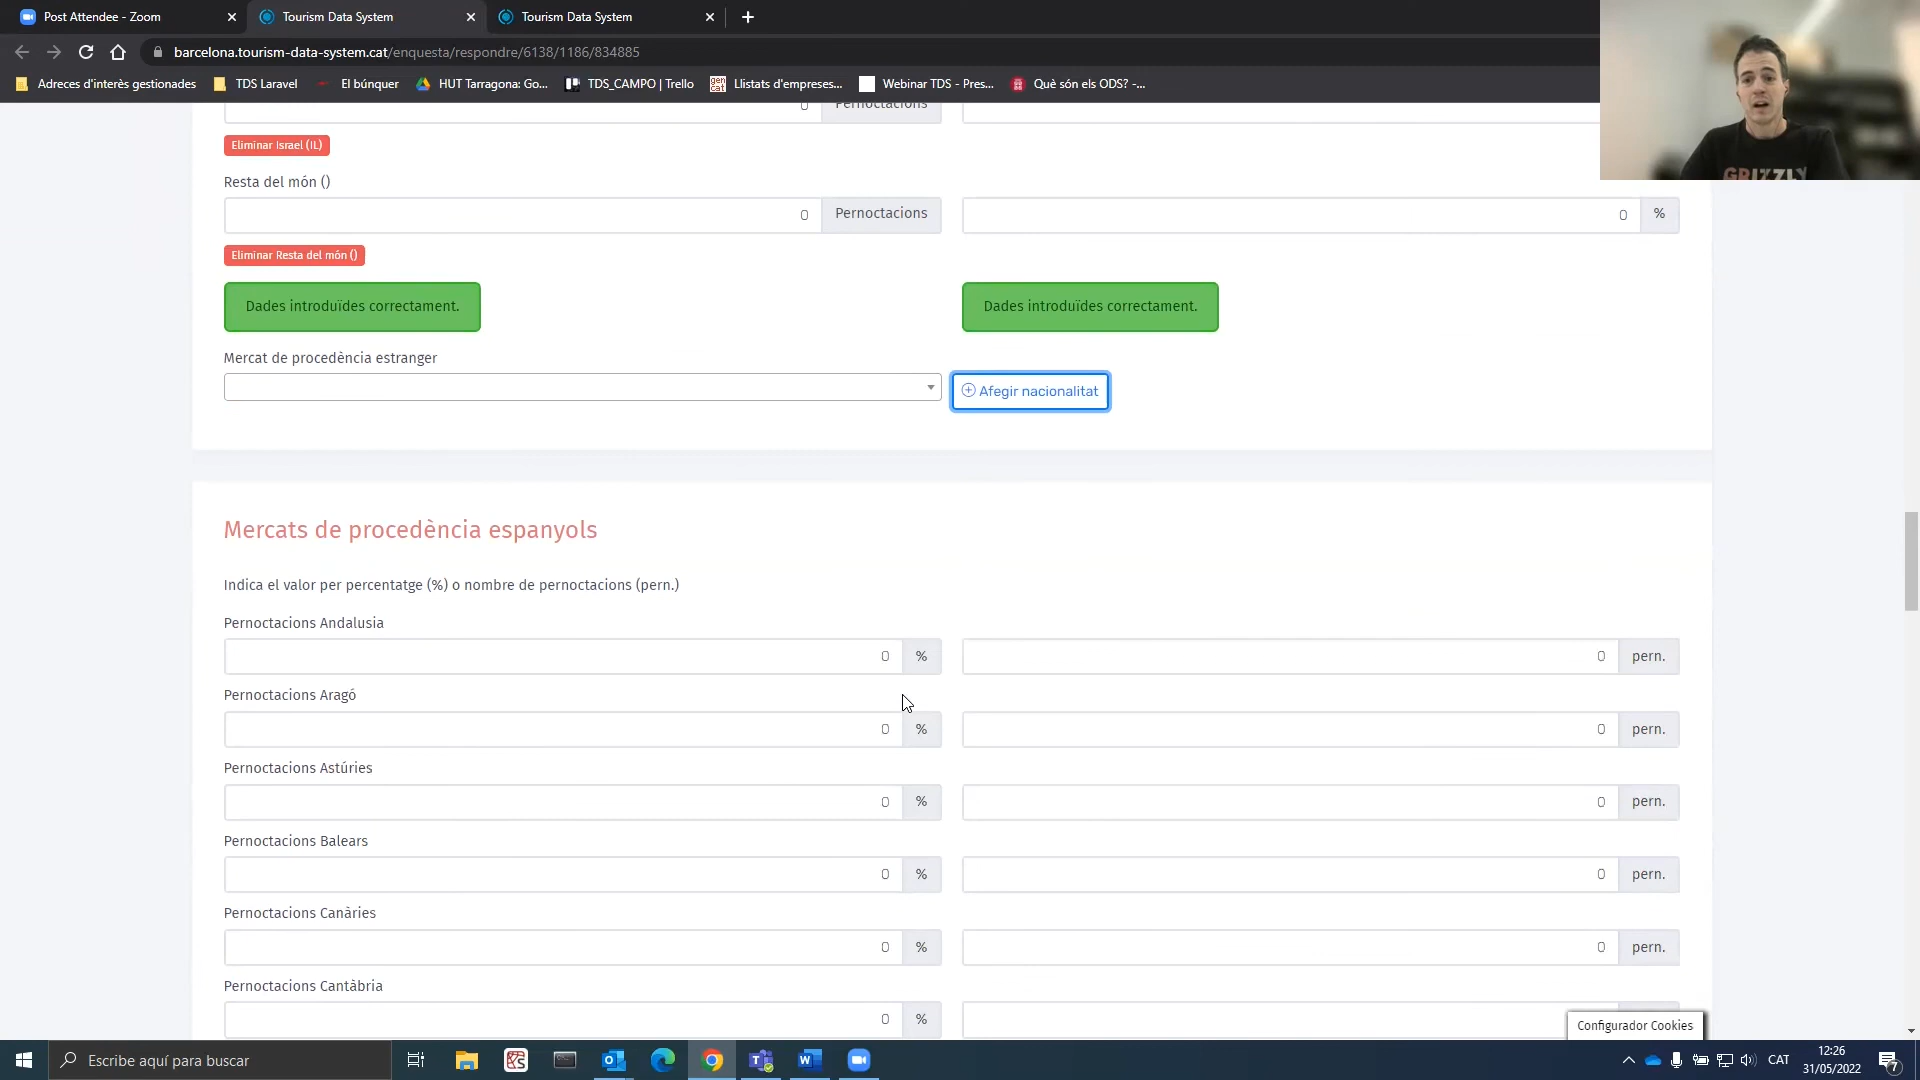 Post Attendee - Zoom
Tourism Data System
Tourism Data System
barcelona.tourism-data-system.cat/enquesta/respondre/6138/1186/834885
Adreces d'interès gestionades
TDS Laravel
El búnquer
HUT Tarragona: Go...
TDS_CAMPO | Trello
gen cat
Llistats d'empreses...
Webinar TDS - Pres...
Què són els ODS? -...
GRIZZLY
0
Pernoctacions
Eliminar Israel (IL)
Resta del món ()
0
Pernoctacions
0
%
Eliminar Resta del món ()
Dades introduïdes correctament.
Dades introduïdes correctament.
Mercat de procedència estranger
Afegir nacionalitat
Mercats de procedència espanyols
Indica el valor per percentatge (%) o nombre de pernoctacions (pern.)
Pernoctacions Andalusia
0 %
0 pern.
Pernoctacions Aragó
0 %
0 pern.
Pernoctacions Astúries
0 %
0 pern.
Pernoctacions Balears
0 %
0 pern.
Pernoctacions Canàries
0 %
0 pern.
Pernoctacions Cantàbria
0 %
Configurador Cookies
Escribe aquí para buscar
CAT
12:26
31/05/2022
7